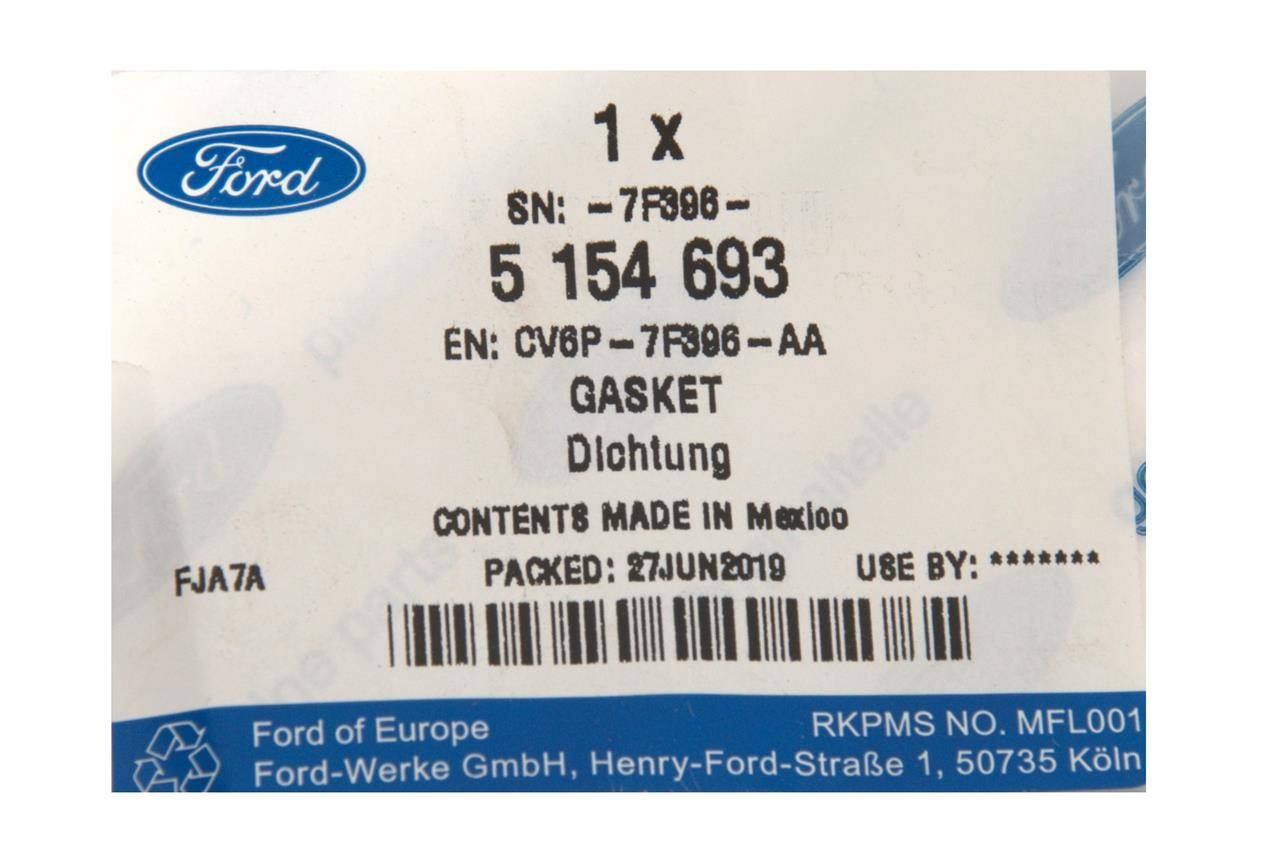 Ford
1 x
SN: -7F396-
5 154 693
EN: CV6P-7F396-AA
GASKET
Dichtung
CONTENTS MADE IN Mexico
FJA7A
PACKED: 27JUN2019 USE BY: *******
Ford of Europe
RKPMS NO. MFL001
Ford-Werke GmbH, Henry-Ford-Straße 1, 50735 Köln